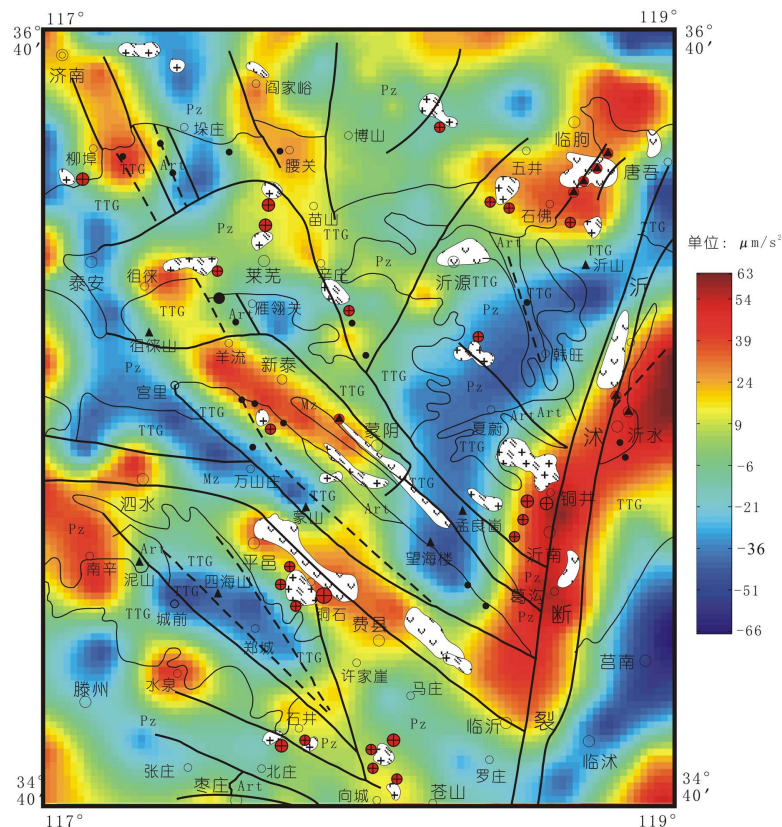 117° 119°
36° 40′ 36° 40′
济南
阎家峪
Pz Pz
垛庄 博山 临朐
柳埠 腰关 五井 唐吾
TTG Art TTG
苗山 石佛
Pz TTG TTG
Art
泰安 徂徕 莱芜 辛庄 Pz 沂源 TTG 沂山 沂
TTG Art 雁翎关 Pz TTG
徂徕山 韩旺
Pz 羊流 新泰 TTG
宫里 TTG
TTG Mz 蒙阴 夏蔚 Art Art 沭
TTG 沂水
Mz 万山庄 TTG TTG
泗水 蒙山 Art 孟良崮 铜井 TTG
Pz 平邑 望海楼 沂南
南辛 Art 泥山 TTG 四海山 Pz
TTG 城前 铜石 葛沟 断
郑城 费县 Pz
TTG 莒南
水泉 许家崖
滕州 马庄
Pz 石井 Pz 临沂 裂
张庄 北庄 罗庄 临沭
枣庄 Art 向城 苍山
34° 40′ 34° 40′
117° 119°
单位: μm/s²
63
54
39
24
9
-6
-21
-36
-51
-66